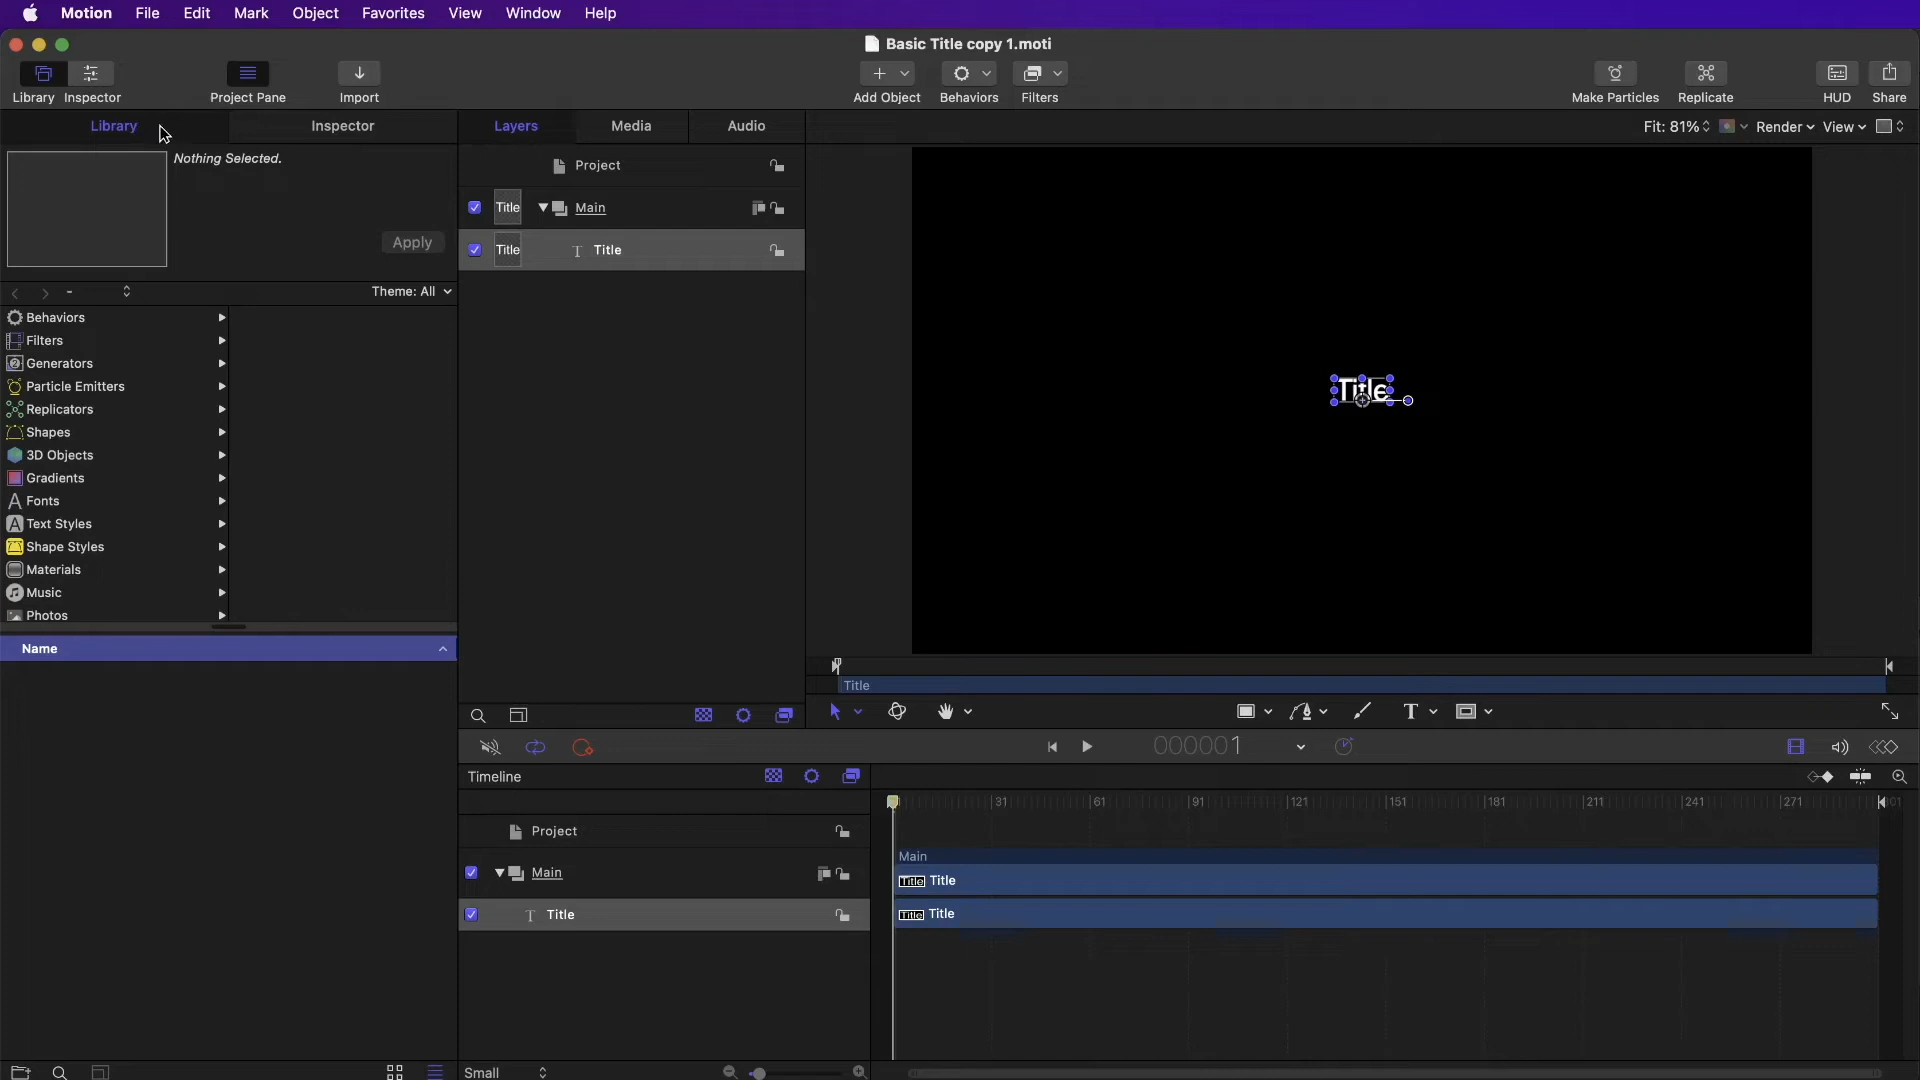 Motion File Edit Mark Object Favorites View Window Help
Basic Title copy 1.moti
Library Inspector Project Pane Import Add Object Behaviors Filters Make Particles Replicate HUD Share
Library Inspector Layers Media Audio Fit: 81% Render View
Nothing Selected.
Apply
- Theme: All
Behaviors
Filters
Generators
Particle Emitters
Replicators
Shapes
3D Objects
Gradients
Fonts
Text Styles
Shape Styles
Materials
Music
Photos
Name
Project
Title Main
Title T Title
Title
Title
T
000001
Timeline
31 61 91 121 151 181 211 241 271 301
Project
Main
T Title
Main
Title Title
Title Title
Small